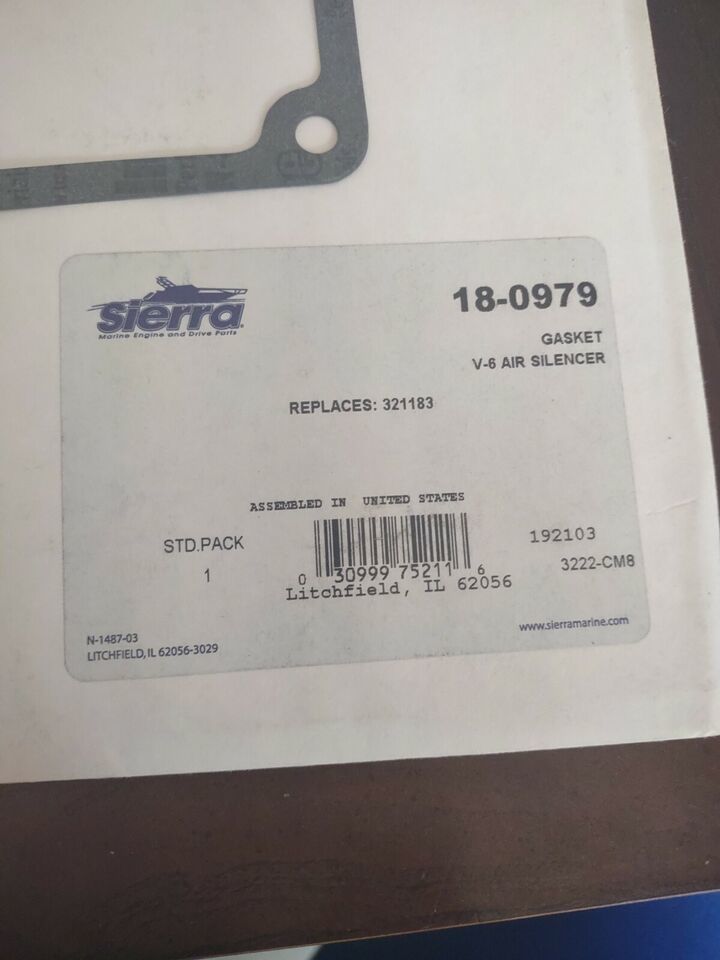 sierra
Marine Engine and Drive Parts
18-0979
GASKET
V-6 AIR SILENCER
REPLACES: 321183
ASSEMBLED IN UNITED STATES
STD.PACK
1
0 30999 75211 6
Litchfield, IL 62056
192103
3222-CM8
N-1487-03
LITCHFIELD, IL 62056-3029
www.sierramarine.com